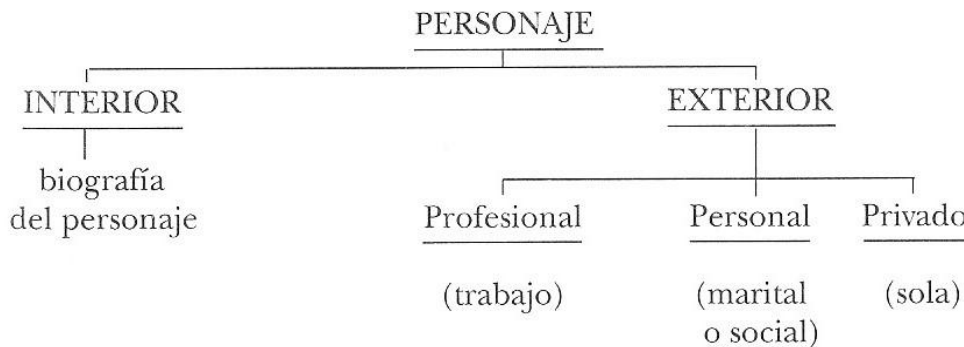 PERSONAJE
INTERIOR
EXTERIOR
biografía
del personaje
Profesional
Personal
Privado
(trabajo)
(marital
o social)
(sola)